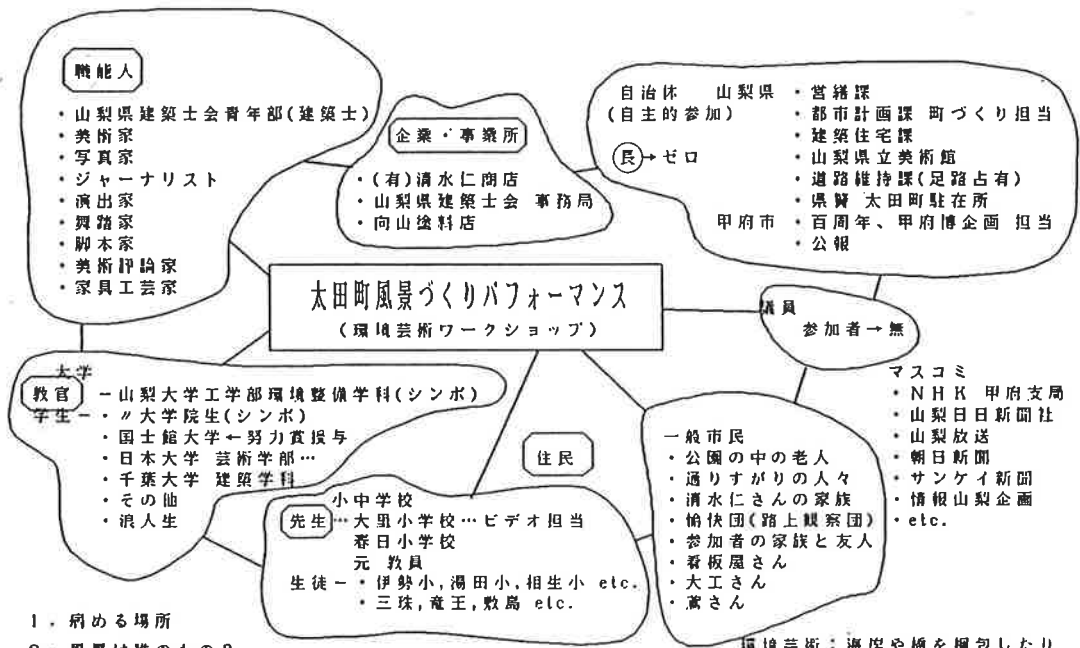 職能人
・山梨県建築士会青年部(建築士)
・美術家
・写真家
・ジャーナリスト
・演出家
・舞踏家
・脚本家
・美術評論家
・家具工芸家
企業・事業所
・(有)清水仁商店
・山梨県建築士会 事務局
・向山塗料店
自治体 山梨県 ・営繕課
(自主的参加) ・都市計画課 町づくり担当
・建築住宅課
㊁→ゼロ
・山梨県立美術館
・道路維持課(足路占有)
・県警 太田町駐在所
甲府市 ・百周年、甲府博企画 担当
・公報
太田町風景づくりパフォーマンス
(環境芸術ワークショップ)
議員
参加者→無
大学
教官 ー山梨大学工学部環境整備学科(シンポ)
学生ー・〃大学院生(シンポ)
・国士館大学←努力賞授与
・日本大学 芸術学部…
・千葉大学 建築学科
・その他
・浪人生
住民
小中学校
先生…大里小学校…ビデオ担当
春日小学校
元 教員
生徒ー・伊勢小,湯田小,相生小 etc.
・三珠,竜王,敷島 etc.
一般市民
・公園の中の老人
・通りすがりの人々
・清水仁さんの家族
・愉快団(路上観察団)
・参加者の家族と友人
・看板屋さん
・大工さん
・鳶さん
マスコミ
・NHK 甲府支局
・山梨日日新聞社
・山梨放送
・朝日新聞
・サンケイ新聞
・情報山梨企画
・etc.
1.病める場所